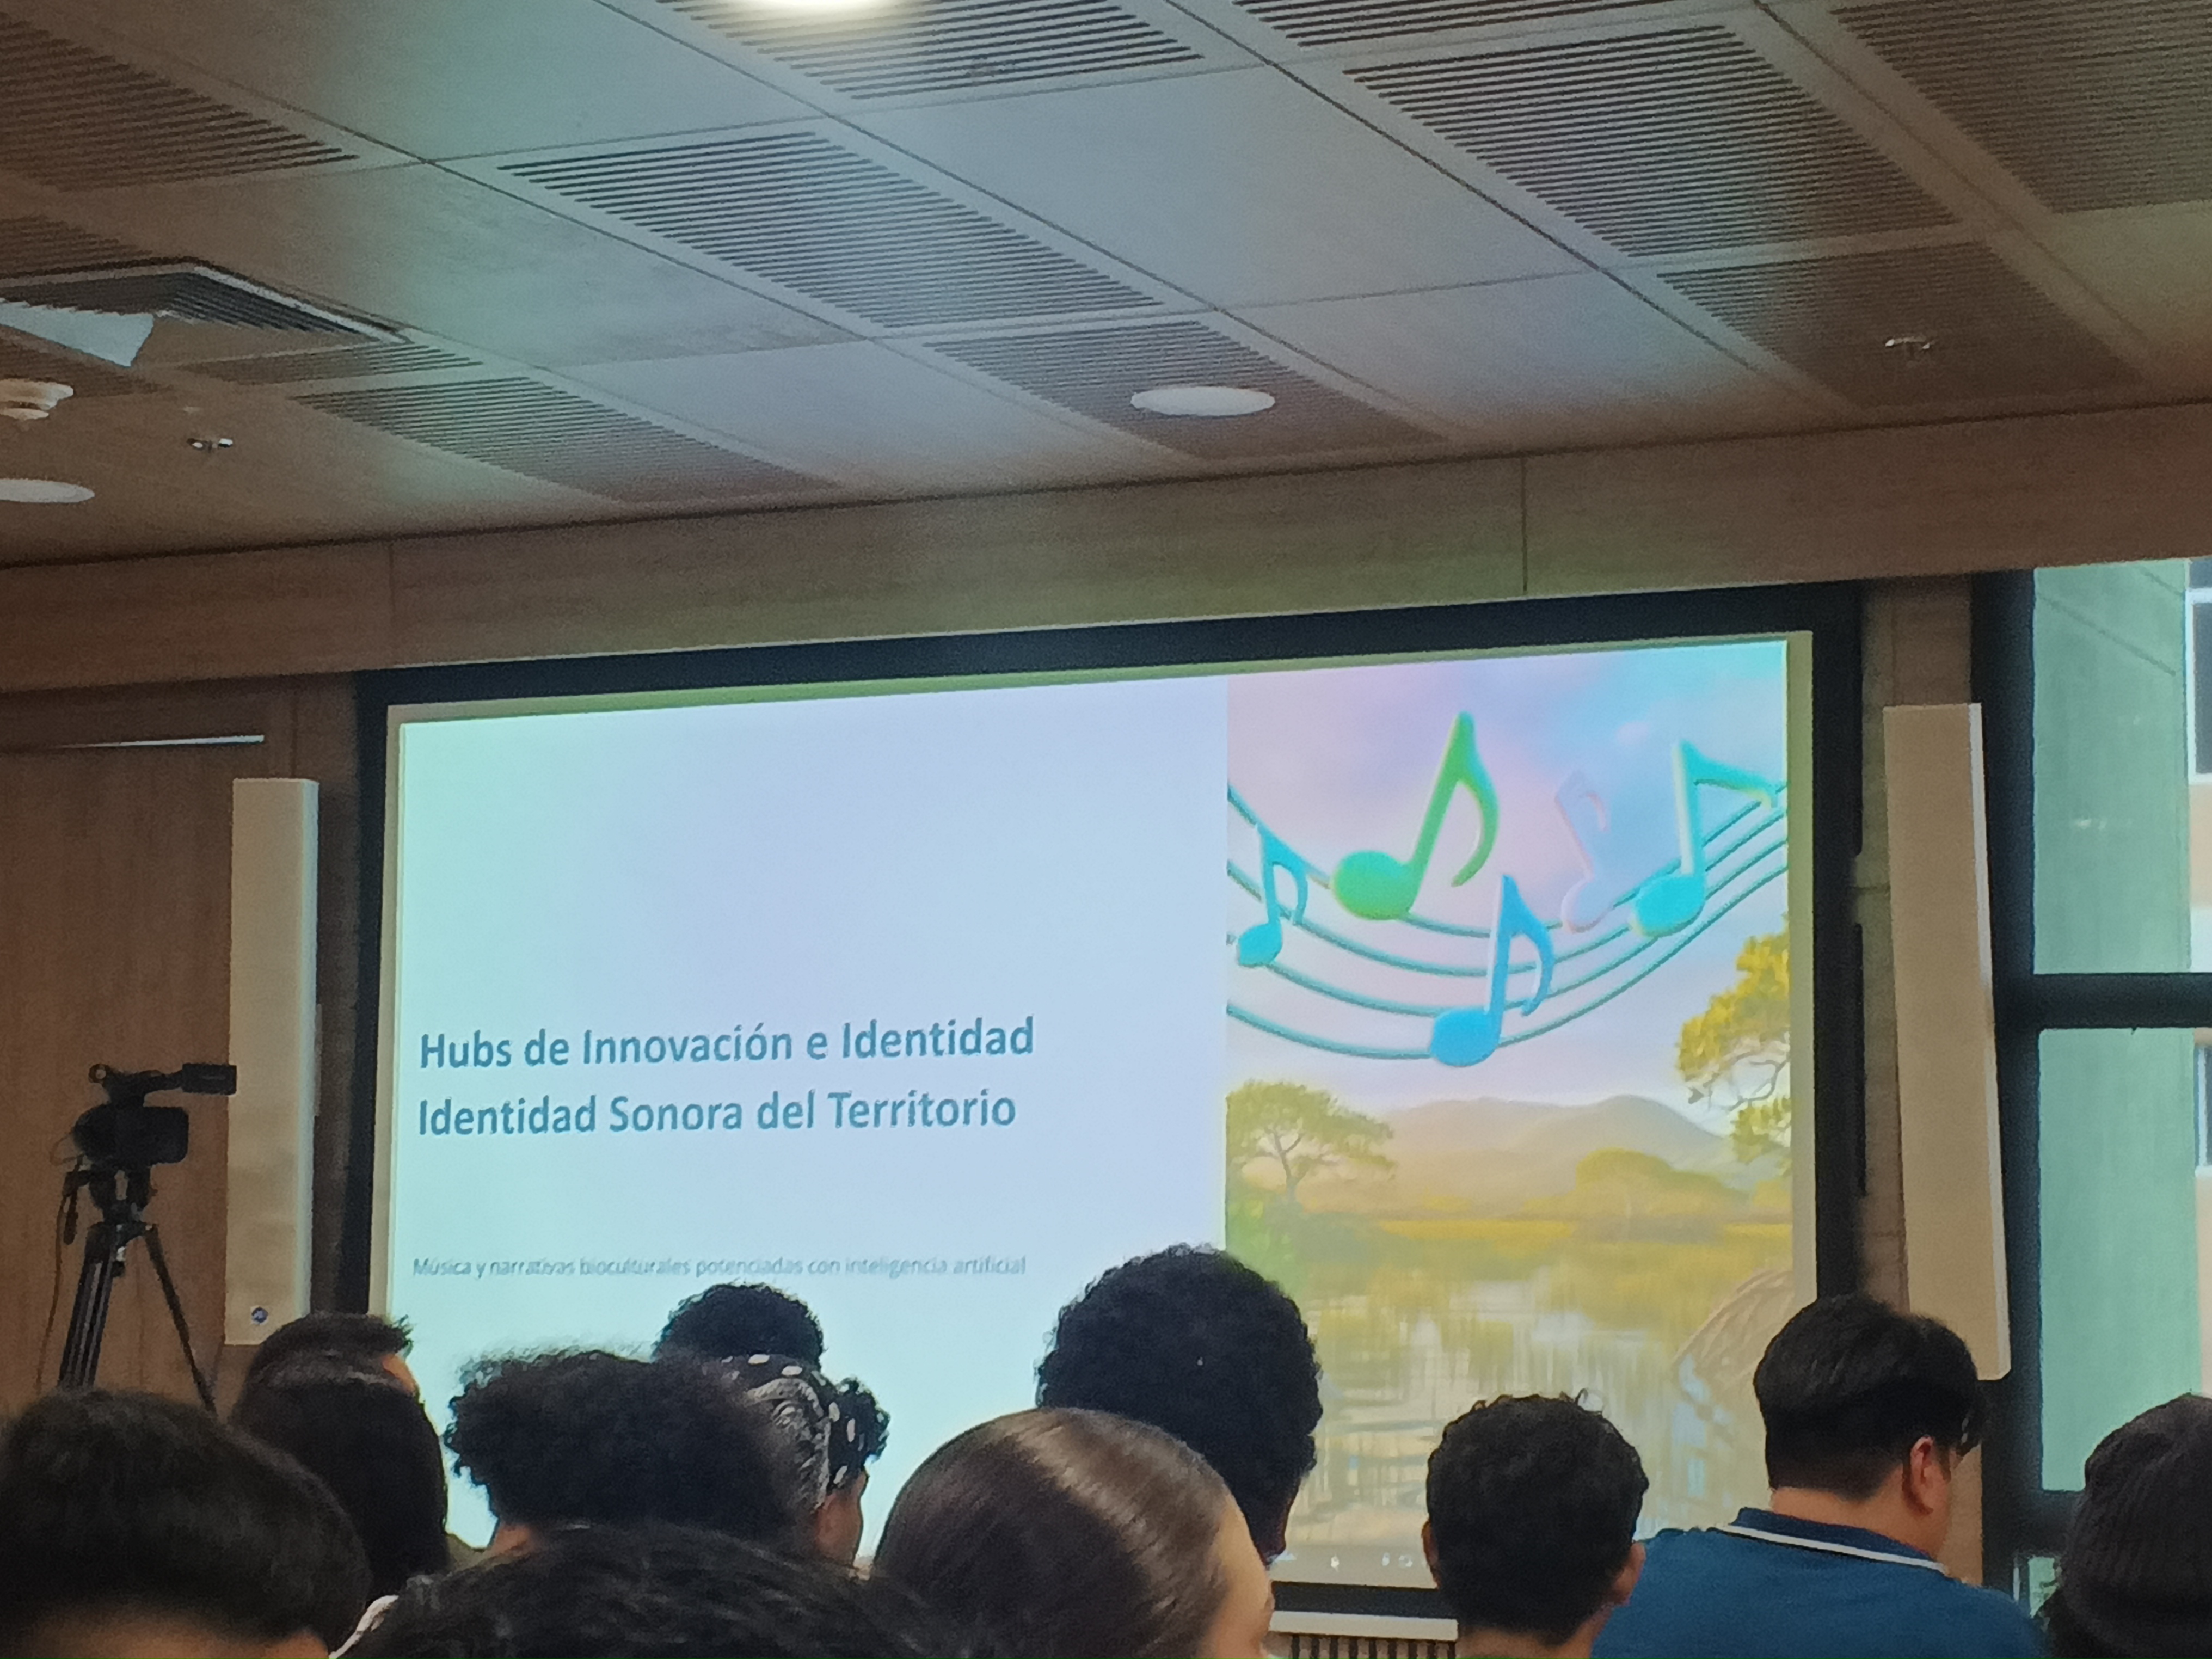 Hubs de Innovación e Identidad
Identidad Sonora del Territorio
Música y narrativas bioculturales potenciadas con inteligencia artificial